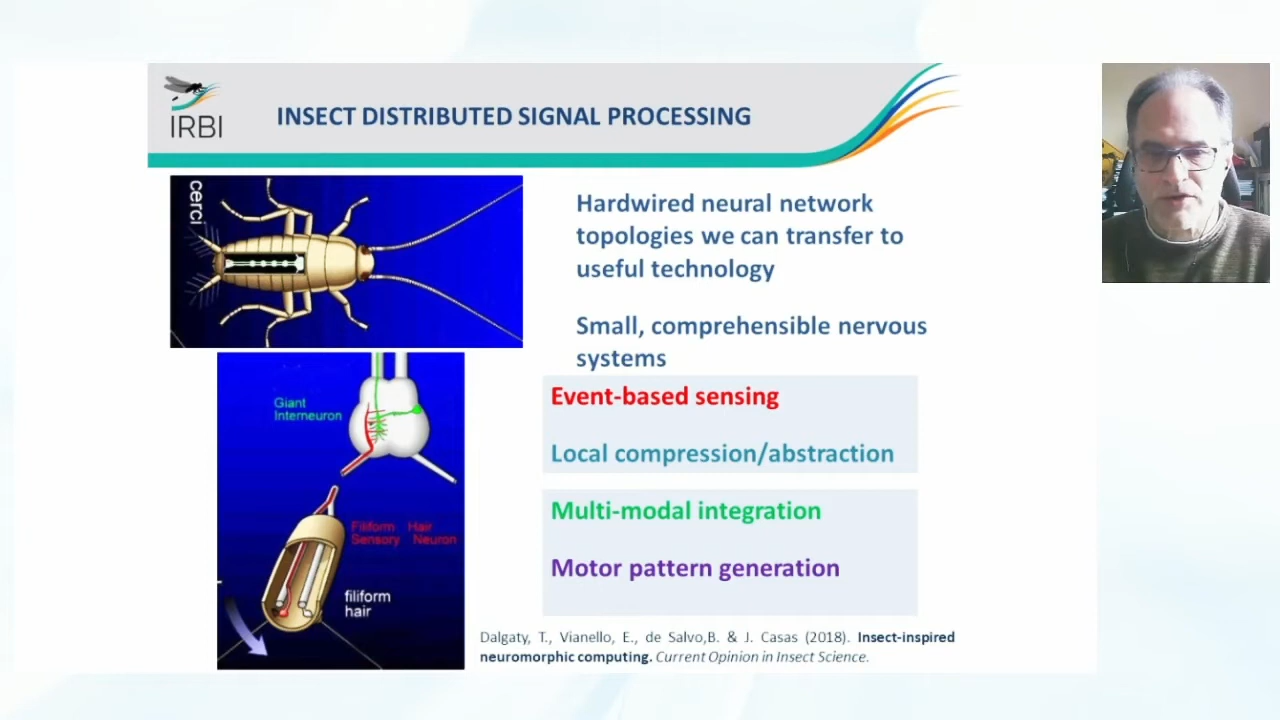 IRBI
INSECT DISTRIBUTED SIGNAL PROCESSING
cerci
Hardwired neural network
topologies we can transfer to
useful technology
Small, comprehensible nervous
systems
Event-based sensing
Local compression/abstraction
Multi-modal integration
Motor pattern generation
Giant
Interneuron
Filiform Hair
Sensory Neuron
filiform
hair
Dalgaty, T., Vianello, E., de Salvo,B. & J. Casas (2018). Insect-inspired
neuromorphic computing. Current Opinion in Insect Science.